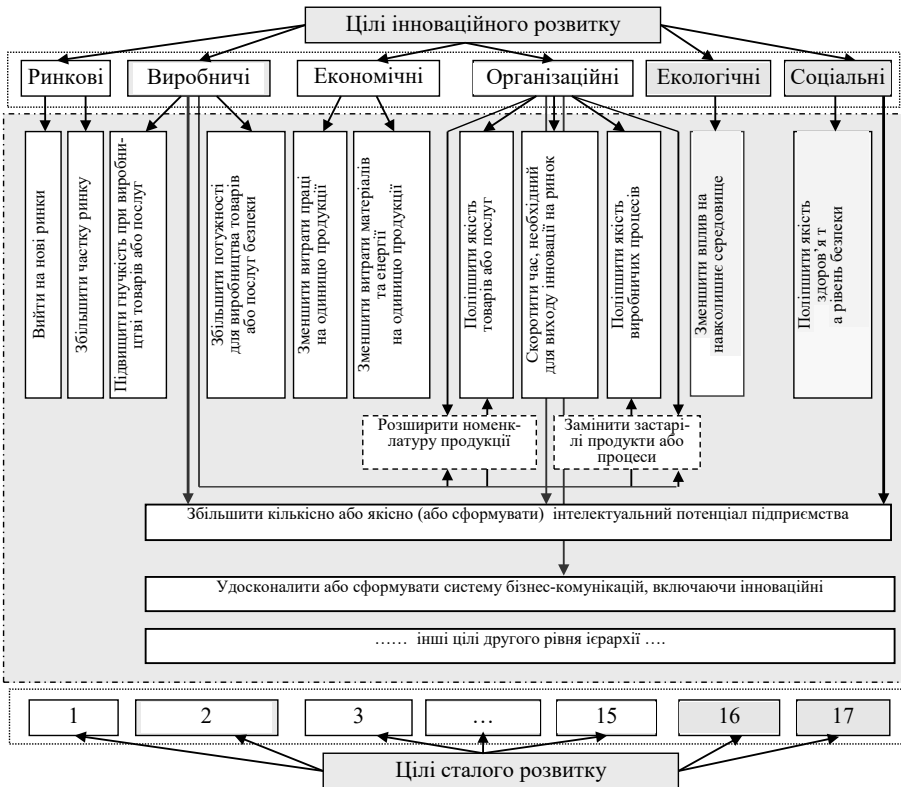 Цілі інноваційного розвитку
Ринкові
Виробничі
Економічні
Організаційні
Екологічні
Соціальні
Вийти на нові ринки
Збільшити частку ринку
Підвищити гнучкість при виробни-
цтві товарів або послуг
Збільшити потужності
для виробництва товарів
або послуг безпеки
Зменшити витрати праці
на одиницю продукції
Зменшити витрати матеріалів
та енергії
на одиницю продукції
Поліпшити якість
товарів або послуг
Скоротити час, необхідний
для виходу інновації на ринок
Поліпшити якість
виробничих процесів
Зменшити вплив на
навколишнє середовище
Поліпшити якість
здоров’я т
а рівень безпеки
Розширити номенк-
латуру продукції
Замінити застарі-
лі продукти або
процеси
Збільшити кількісно або якісно (або сформувати) інтелектуальний потенціал підприємства
Удосконалити або сформувати систему бізнес-комунікацій, включаючи інноваційні
…… інші цілі другого рівня ієрархії ….
1
2
3
…
15
16
17
Цілі сталого розвитку